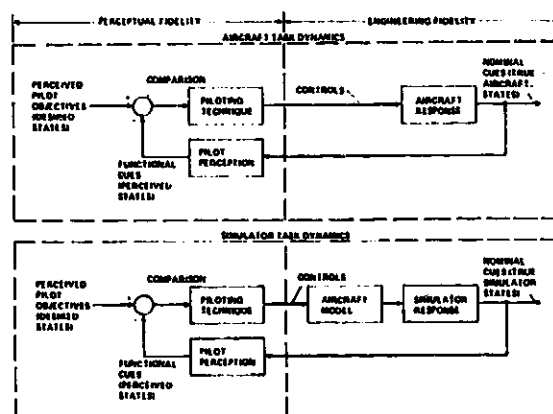 PERCEPTUAL FIDELITY
ENGINEERING FIDELITY
AIRCRAFT TASK DYNAMICS
PERCEIVED
PILOT
OBJECTIVES
(DESIRED
STATES)
COMPARISON
PILOTING
TECHNIQUE
CONTROLS
AIRCRAFT
RESPONSE
NOMINAL
CUES (TRUE
AIRCRAFT
STATES)
PILOT
PERCEPTION
FUNCTIONAL
CUES
(PERCEIVED
STATES)
SIMULATOR TASK DYNAMICS
PERCEIVED
PILOT
OBJECTIVES
(DESIRED
STATES)
COMPARISON
PILOTING
TECHNIQUE
CONTROLS
AIRCRAFT
MODEL
SIMULATOR
RESPONSE
NOMINAL
CUES (TRUE
SIMULATOR
STATES)
PILOT
PERCEPTION
FUNCTIONAL
CUES
(PERCEIVED
STATES)